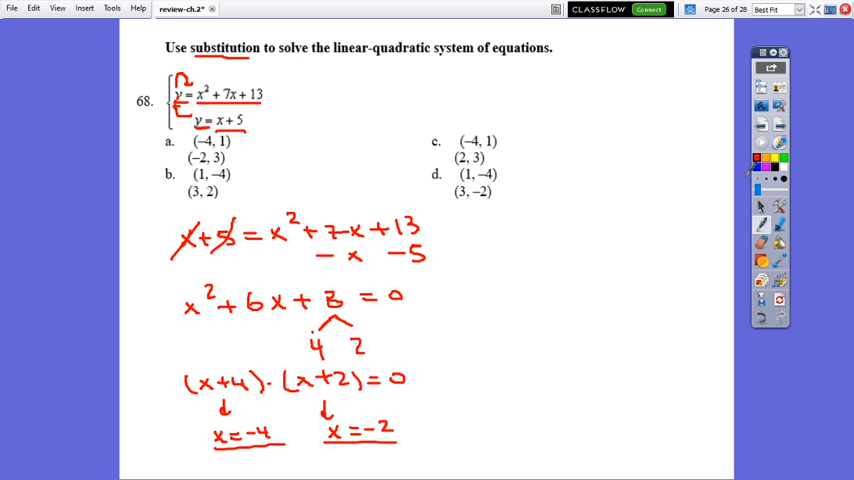 File Edit View Insert Tools Help review-ch.2* CLASSFLOW Connect Page 26 of 28 Best Fit
Use substitution to solve the linear-quadratic system of equations.
68.
y = x² + 7x + 13
y = x + 5
a. (–4, 1) c. (–4, 1)
(–2, 3) (2, 3)
b. (1, –4) d. (1, –4)
(3, 2) (3, –2)
x+5 = x² + 7x + 13
– x – 5
x² + 6x + 8 = 0
4 2
(x+4) · (x+2) = 0
x = –4 x = –2